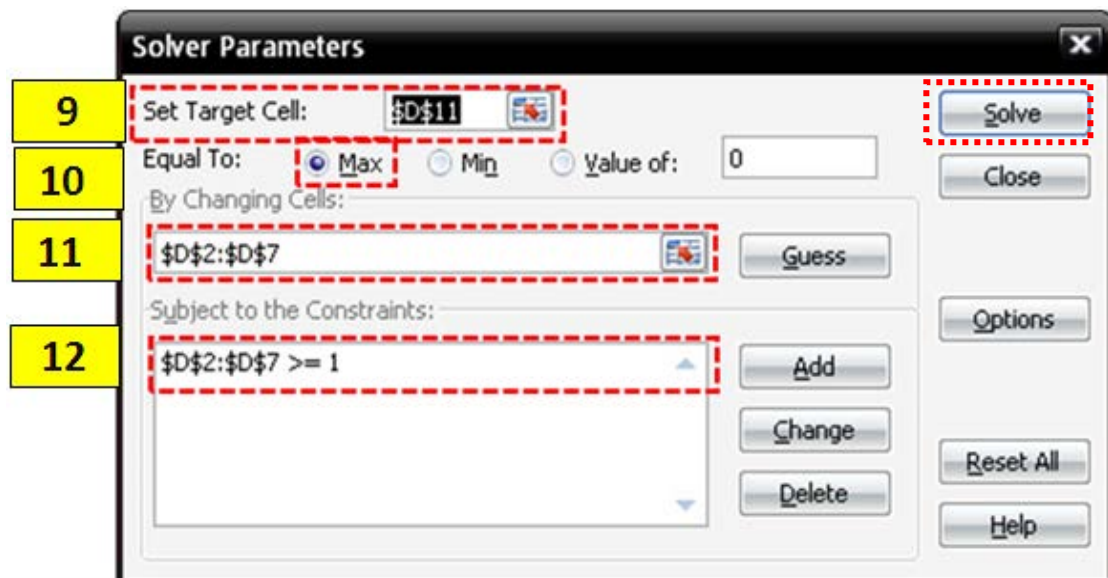 Solver Parameters
9
Set Target Cell: $D$11
Solve
10
Equal To: Max Min Value of: 0
Close
By Changing Cells:
11
$D$2:$D$7
Guess
Subject to the Constraints:
Options
12
$D$2:$D$7 >= 1
Add
Change
Reset All
Delete
Help